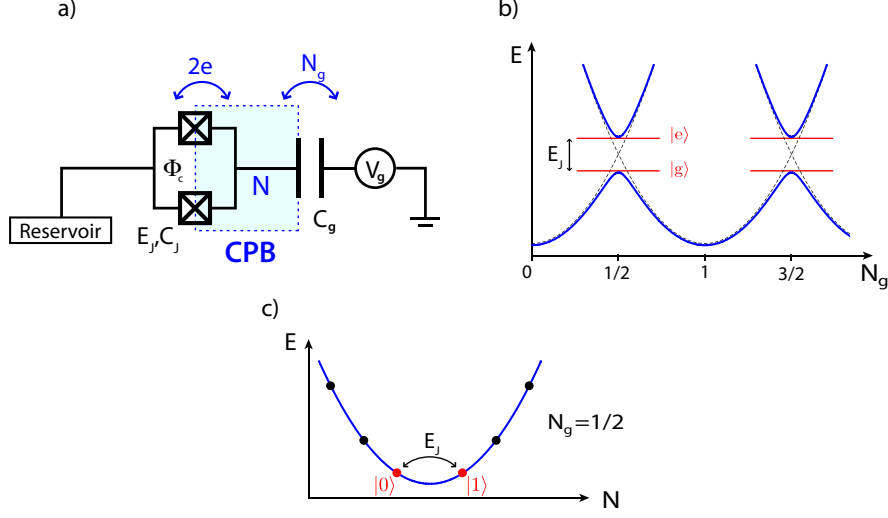 a)
2e
N_g
Φ_c
N
V_g
C_g
Reservoir
E_J,C_J
CPB
b)
E
|e⟩
E_J
|g⟩
0
1/2
1
3/2
N_g
c)
E
N_g=1/2
E_J
|0⟩
|1⟩
N